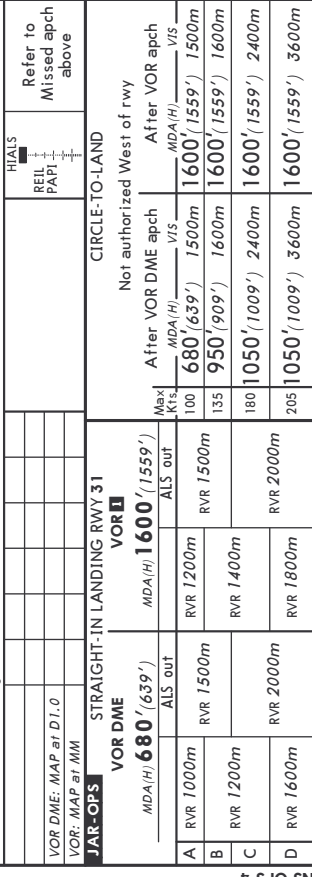 VOR DME: MAP at D1.0
VOR: MAP at MM
HIALS
REIL
PAPI
Refer to
Missed apch
above
JAR-OPS
STRAIGHT-IN LANDING RWY 31
CIRCLE-TO-LAND
VOR DME
VOR 1
Not authorized West of rwy
MDA(H) 680'(639')
MDA(H) 1600'(1559')
After VOR DME apch
After VOR apch
ALS out
ALS out
Max Kts.
MDA(H) VIS
MDA(H) VIS
A RVR 1000m RVR 1500m RVR 1200m RVR 1500m 100 680'(639') 1500m 1600'(1559') 1500m
B RVR 1200m RVR 1400m 135 950'(909') 1600m 1600'(1559') 1600m
C RVR 2000m RVR 2000m 180 1050'(1009') 2400m 1600'(1559') 2400m
D RVR 1600m RVR 1800m 205 1050'(1009') 3600m 1600'(1559') 3600m